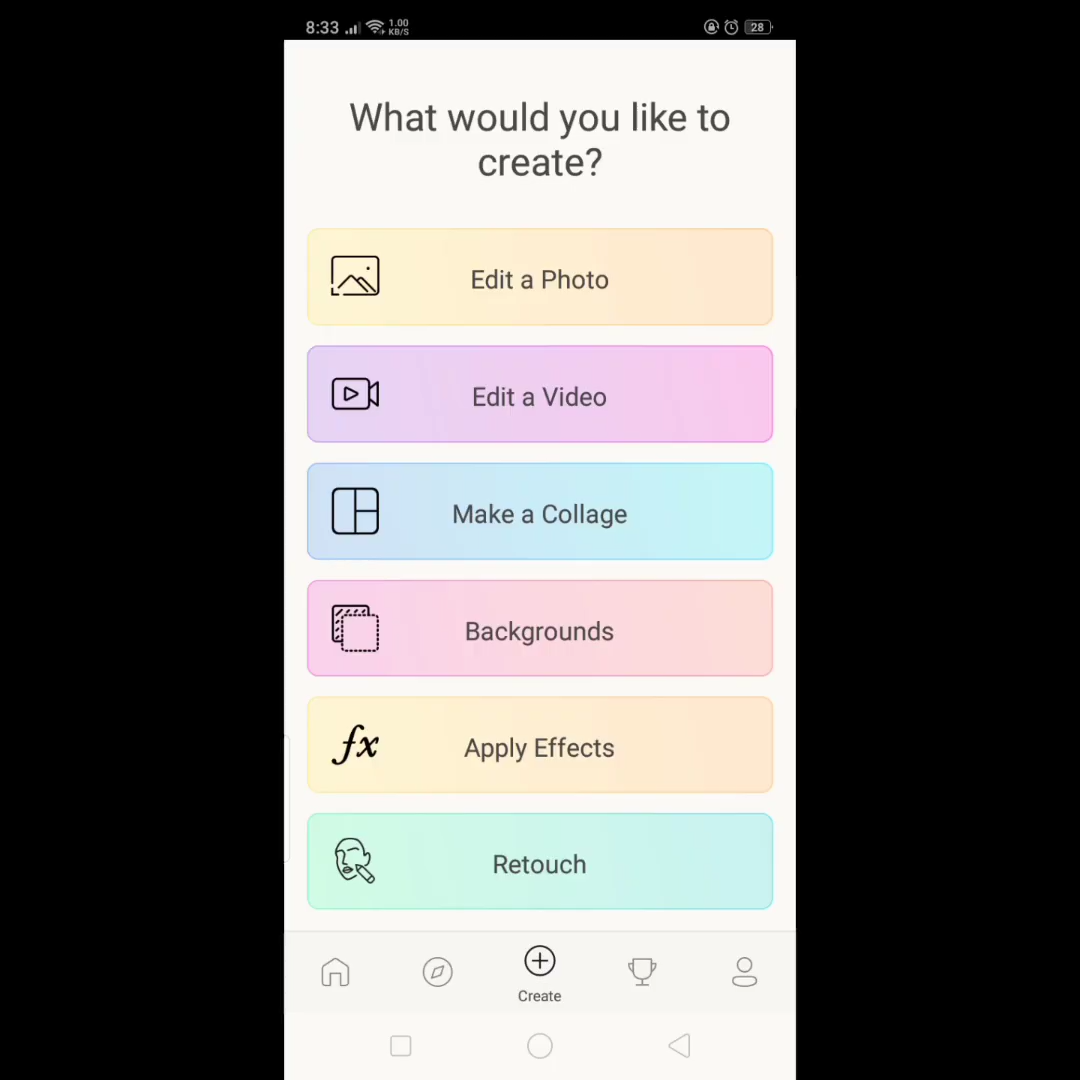 8:33 1.00 KB/S 28
What would you like to
create?
Edit a Photo
Edit a Video
Make a Collage
Backgrounds
fx Apply Effects
Retouch
Create